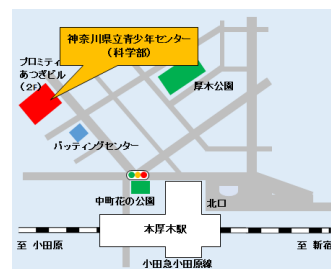 神奈川県立青少年センター
（科学部）
プロミティ
あつぎビル
（2F）
厚木公園
バッティングセンター
中町花の公園
北口
本厚木駅
至 小田原
至 新宿
小田急小田原線